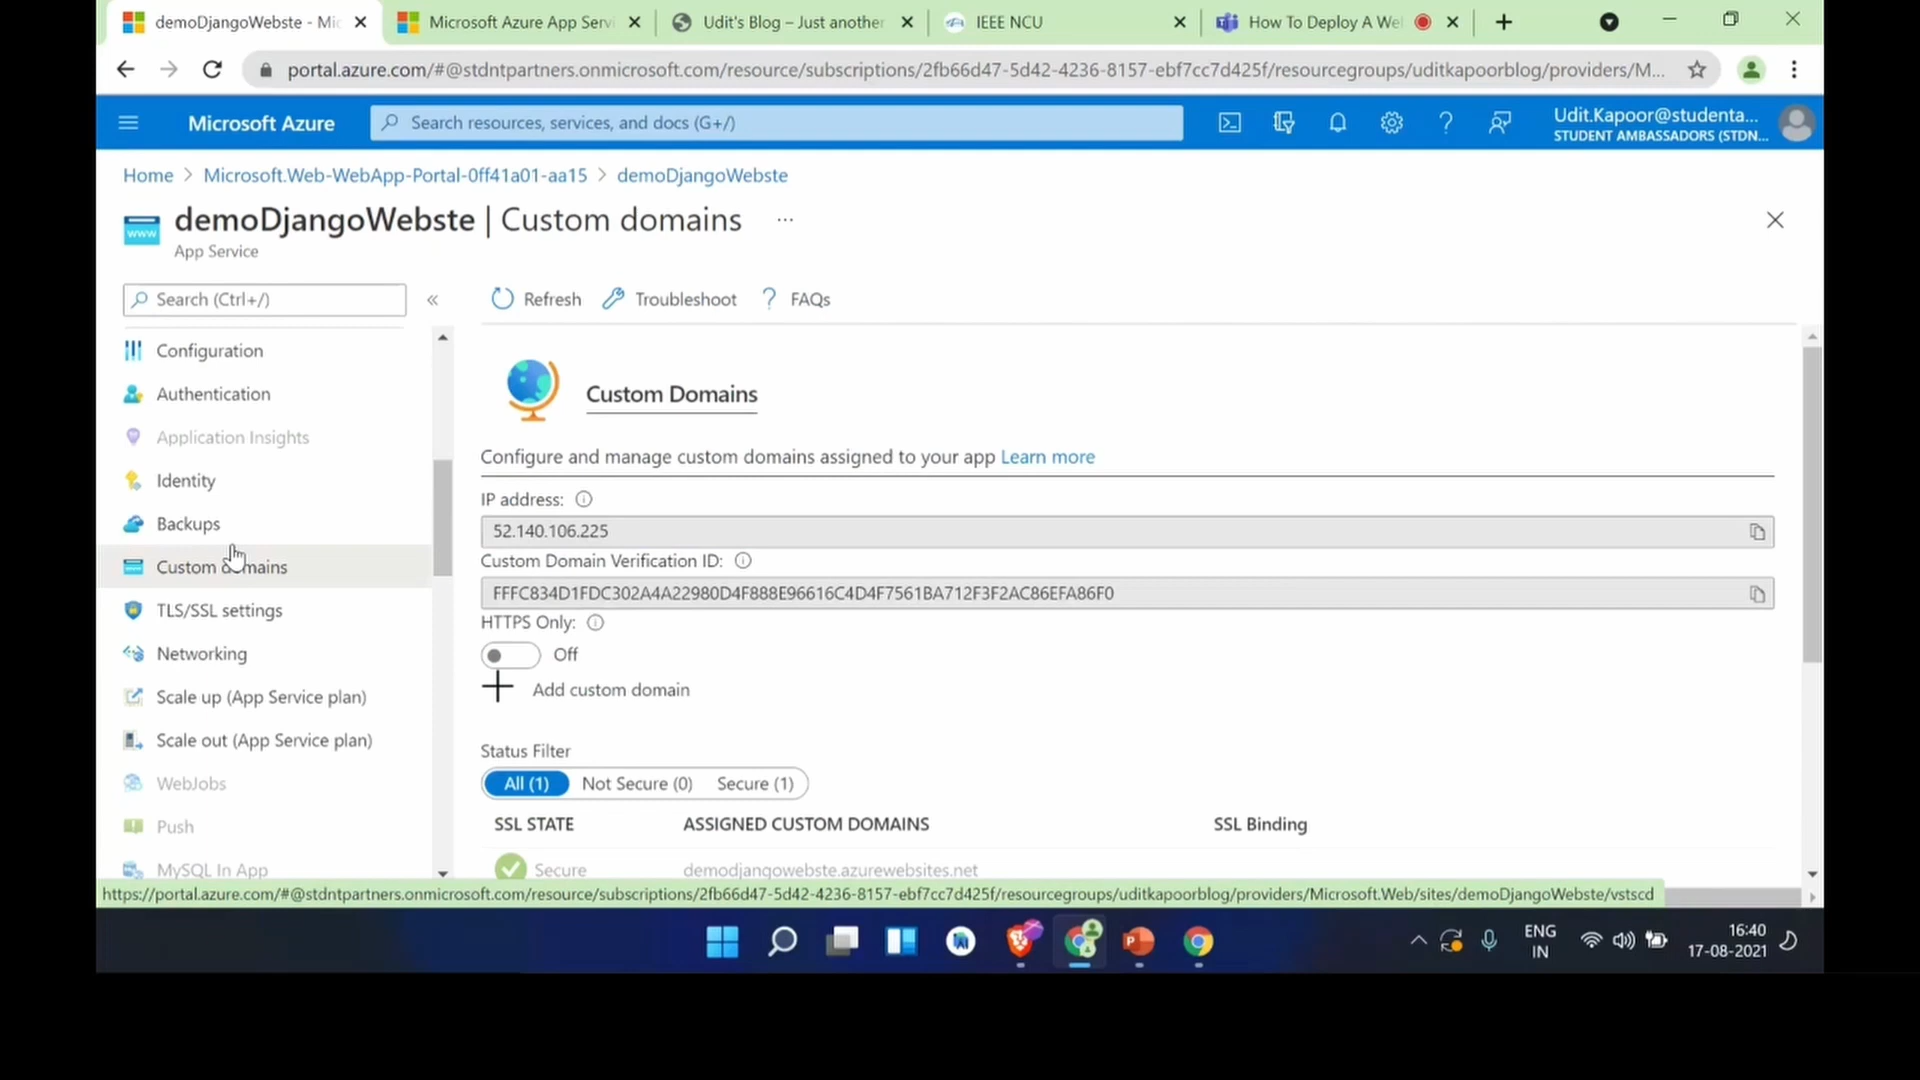 demoDjangoWebste - Mic
Microsoft Azure App Servi
Udit's Blog – Just another
IEEE NCU
How To Deploy A We
portal.azure.com/#@stdntpartners.onmicrosoft.com/resource/subscriptions/2fb66d47-5d42-4236-8157-ebf7cc7d425f/resourcegroups/uditkapoorblog/providers/M...
Microsoft Azure
Search resources, services, and docs (G+/)
Udit.Kapoor@studenta...
STUDENT AMBASSADORS (STDN...
Home > Microsoft.Web-WebApp-Portal-0ff41a01-aa15 > demoDjangoWebste
demoDjangoWebste | Custom domains ...
App Service
Search (Ctrl+/)
«
Refresh
Troubleshoot
? FAQs
Configuration
Authentication
Application Insights
Identity
Backups
Custom domains
TLS/SSL settings
Networking
Scale up (App Service plan)
Scale out (App Service plan)
WebJobs
Push
MySQL In App
Custom Domains
Configure and manage custom domains assigned to your app Learn more
IP address:
52.140.106.225
Custom Domain Verification ID:
FFFC834D1FDC302A4A22980D4F888E96616C4D4F7561BA712F3F2AC86EFA86F0
HTTPS Only:
Off
Add custom domain
Status Filter
All (1) Not Secure (0) Secure (1)
SSL STATE ASSIGNED CUSTOM DOMAINS SSL Binding
Secure demodjangowebste.azurewebsites.net
https://portal.azure.com/#@stdntpartners.onmicrosoft.com/resource/subscriptions/2fb66d47-5d42-4236-8157-ebf7cc7d425f/resourcegroups/uditkapoorblog/providers/Microsoft.Web/sites/demoDjangoWebste/vstscd
ENG
IN
16:40
17-08-2021